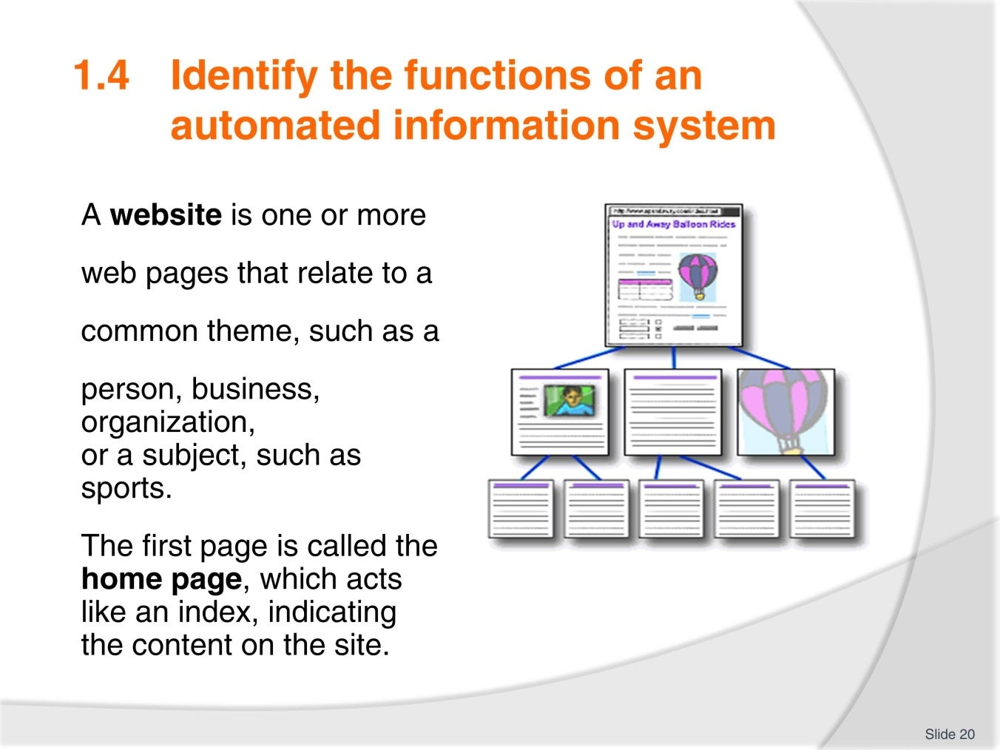 1.4 Identify the functions of an
automated information system
A website is one or more
web pages that relate to a
common theme, such as a
person, business,
organization,
or a subject, such as
sports.
The first page is called the
home page, which acts
like an index, indicating
the content on the site.
Up and Away Balloon Rides
Slide 20